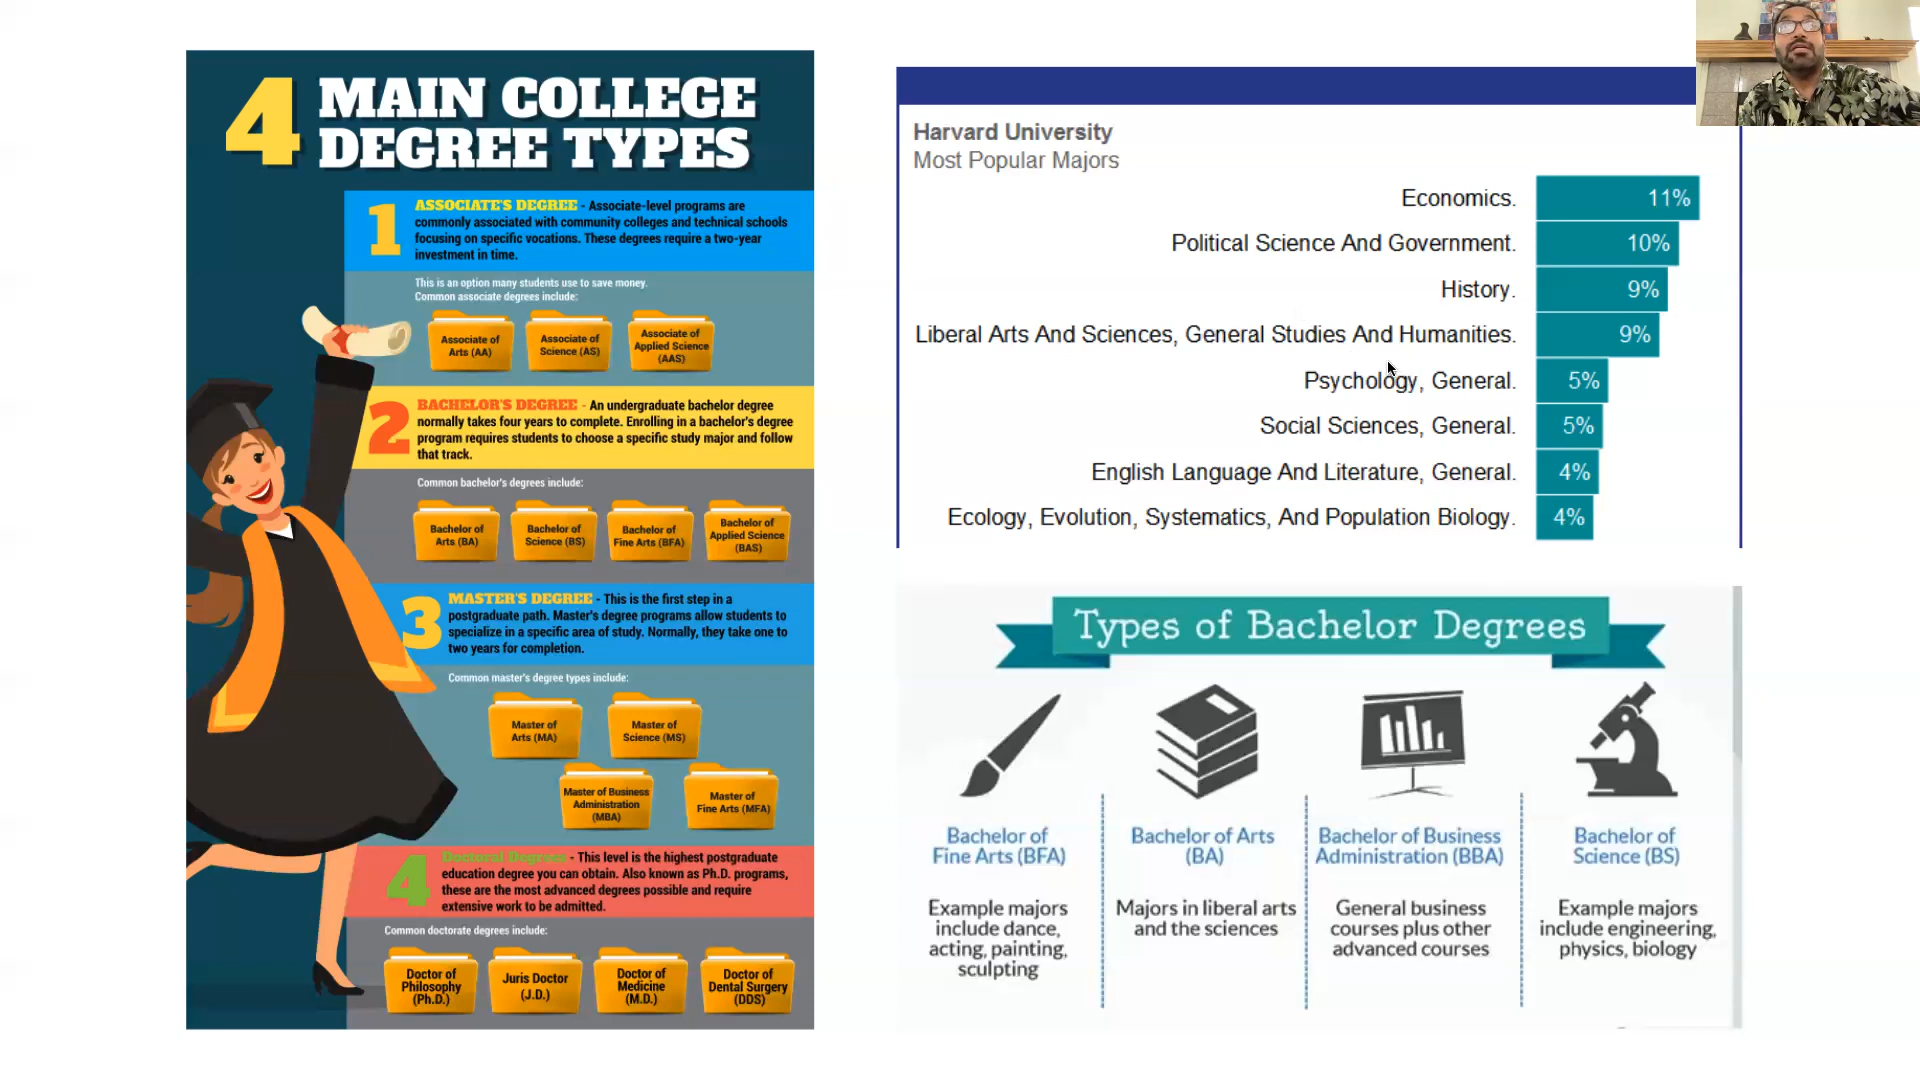 4 MAIN COLLEGE
DEGREE TYPES
1 ASSOCIATE'S DEGREE - Associate-level programs are
commonly associated with community colleges and technical schools
focusing on specific vocations. These degrees require a two-year
investment in time.
This is an option many students use to save money.
Common associate degrees include:
Associate of
Arts (AA)
Associate of
Science (AS)
Associate of
Applied Science
(AAS)
2 BACHELOR'S DEGREE - An undergraduate bachelor degree
normally takes four years to complete. Enrolling in a bachelor's degree
program requires students to choose a specific study major and follow
that track.
Common bachelor's degrees include:
Bachelor of
Arts (BA)
Bachelor of
Science (BS)
Bachelor of
Fine Arts (BFA)
Bachelor of
Applied Science
(BAS)
3 MASTER'S DEGREE - This is the first step in a
postgraduate path. Master's degree programs allow students to
specialize in a specific area of study. Normally, they take one to
two years for completion.
Common master's degree types include:
Master of
Arts (MA)
Master of
Science (MS)
Master of Business
Administration
(MBA)
Master of
Fine Arts (MFA)
4 Doctoral Degrees - This level is the highest postgraduate
education degree you can obtain. Also known as Ph.D. programs,
these are the most advanced degrees possible and require
extensive work to be admitted.
Common doctorate degrees include:
Doctor of
Philosophy
(Ph.D.)
Juris Doctor
(J.D.)
Doctor of
Medicine
(M.D.)
Doctor of
Dental Surgery
(DDS)
Harvard University
Most Popular Majors
Economics. 11%
Political Science And Government. 10%
History. 9%
Liberal Arts And Sciences, General Studies And Humanities. 9%
Psychology, General. 5%
Social Sciences, General. 5%
English Language And Literature, General. 4%
Ecology, Evolution, Systematics, And Population Biology. 4%
Types of Bachelor Degrees
Bachelor of
Fine Arts (BFA)
Example majors
include dance,
acting, painting,
sculpting
Bachelor of Arts
(BA)
Majors in liberal arts
and the sciences
Bachelor of Business
Administration (BBA)
General business
courses plus other
advanced courses
Bachelor of
Science (BS)
Example majors
include engineering,
physics, biology